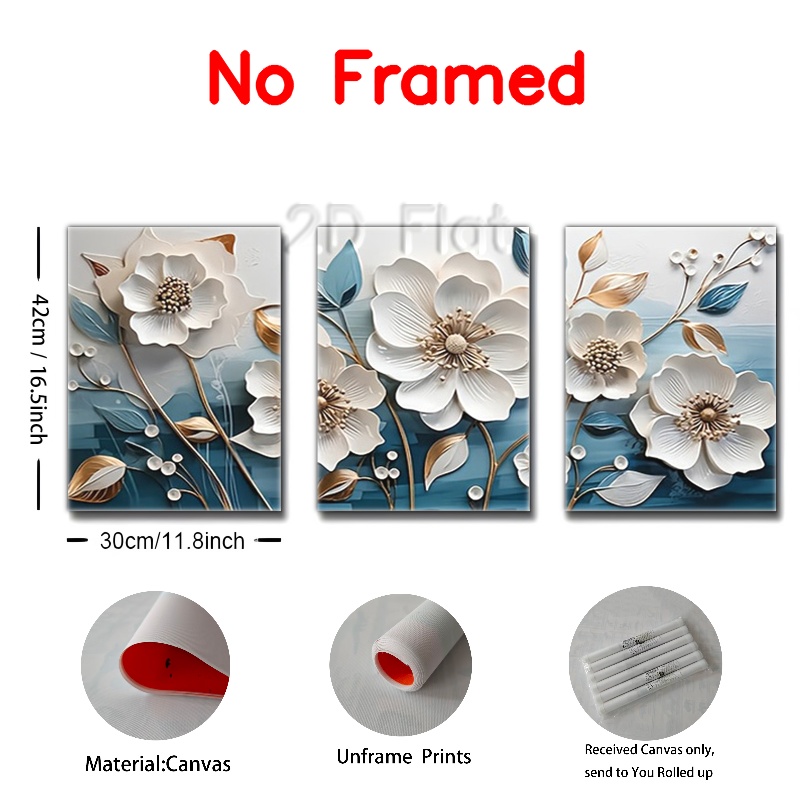 No Framed
2D Flat
42cm / 16.5inch
30cm/11.8inch
Material:Canvas
Unframe Prints
Received Canvas only,
send to You Rolled up